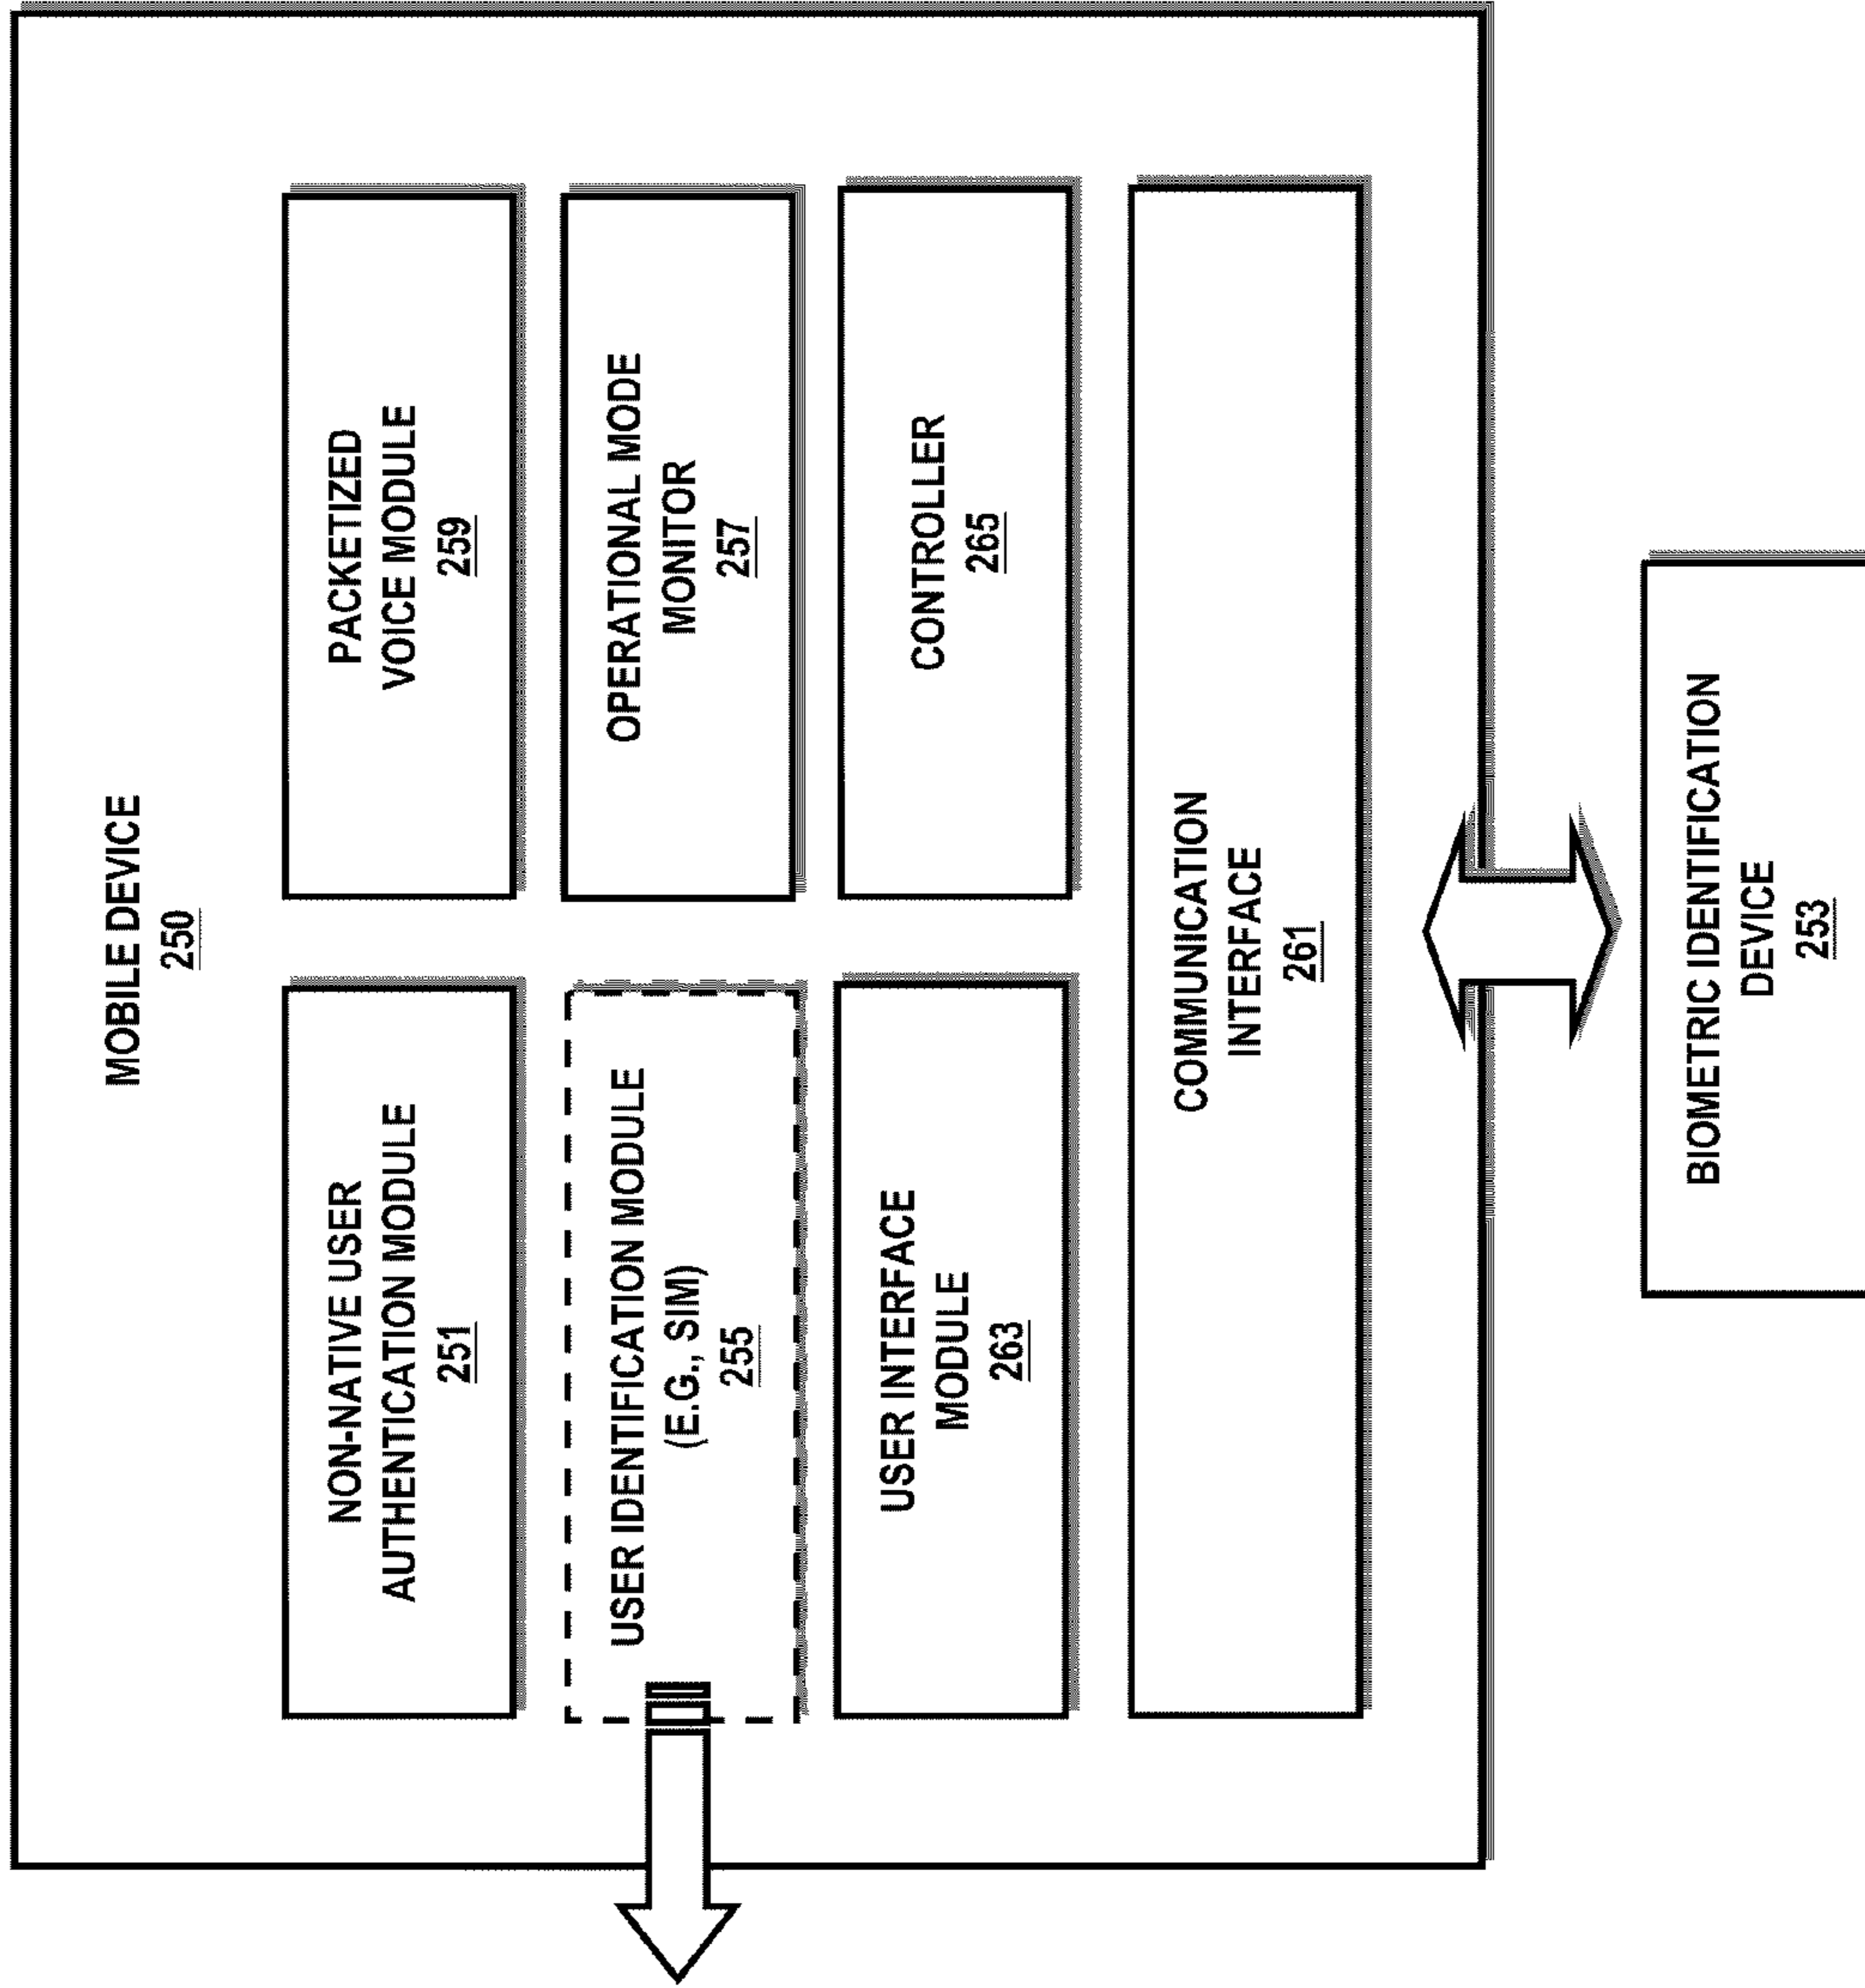 MOBILE DEVICE
250
NON-NATIVE USER
AUTHENTICATION MODULE
251
PACKETIZED
VOICE MODULE
259
USER IDENTIFICATION MODULE
(E.G., SIM)
255
OPERATIONAL MODE
MONITOR
257
USER INTERFACE
MODULE
263
CONTROLLER
265
COMMUNICATION
INTERFACE
261
BIOMETRIC IDENTIFICATION
DEVICE
253